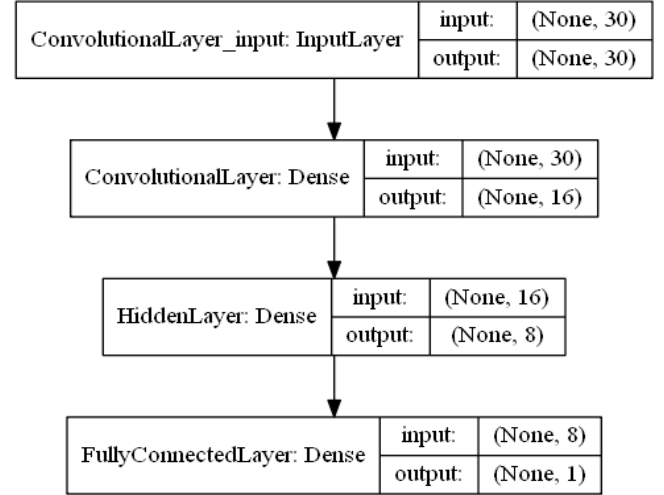 ConvolutionalLayer_input: InputLayer
input: (None, 30)
output: (None, 30)
ConvolutionalLayer: Dense
input: (None, 30)
output: (None, 16)
HiddenLayer: Dense
input: (None, 16)
output: (None, 8)
FullyConnectedLayer: Dense
input: (None, 8)
output: (None, 1)